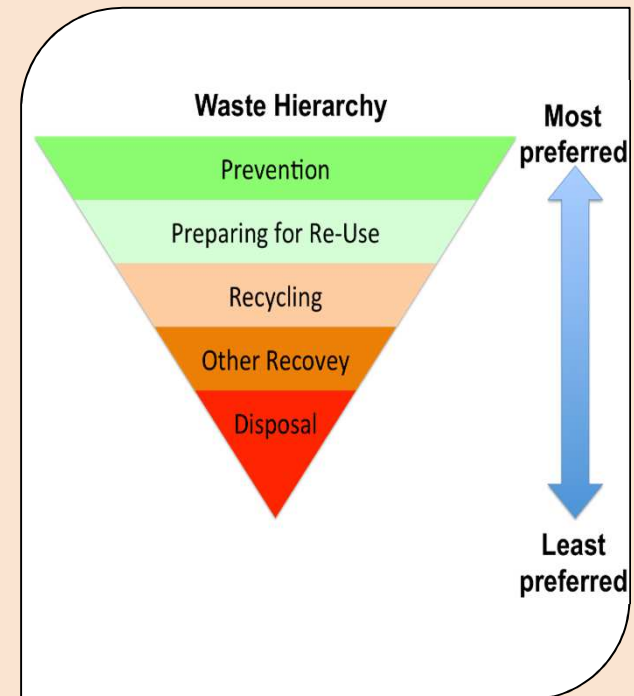 Waste Hierarchy
Most
preferred
Prevention
Preparing for Re-Use
Recycling
Other Recovey
Disposal
Least
preferred